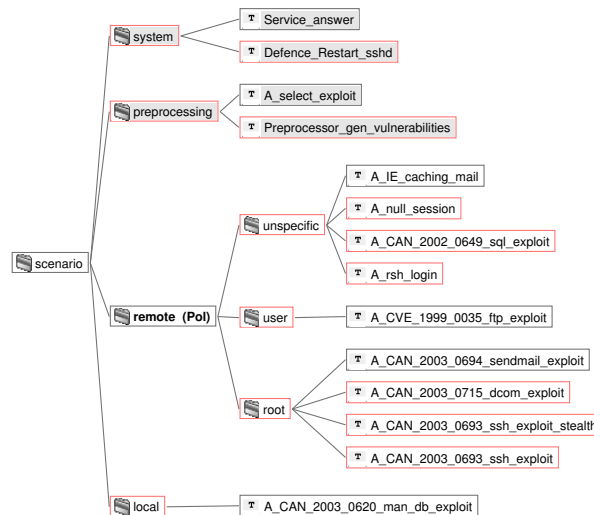 scenario
system
T Service_answer
T Defence_Restart_sshd
preprocessing
T A_select_exploit
T Preprocessor_gen_vulnerabilities
remote (Pol)
unspecific
T A_IE_caching_mail
T A_null_session
T A_CAN_2002_0649_sql_exploit
T A_rsh_login
user
T A_CVE_1999_0035_ftp_exploit
root
T A_CAN_2003_0694_sendmail_exploit
T A_CAN_2003_0715_dcom_exploit
T A_CAN_2003_0693_ssh_exploit_stealth
T A_CAN_2003_0693_ssh_exploit
local
T A_CAN_2003_0620_man_db_exploit